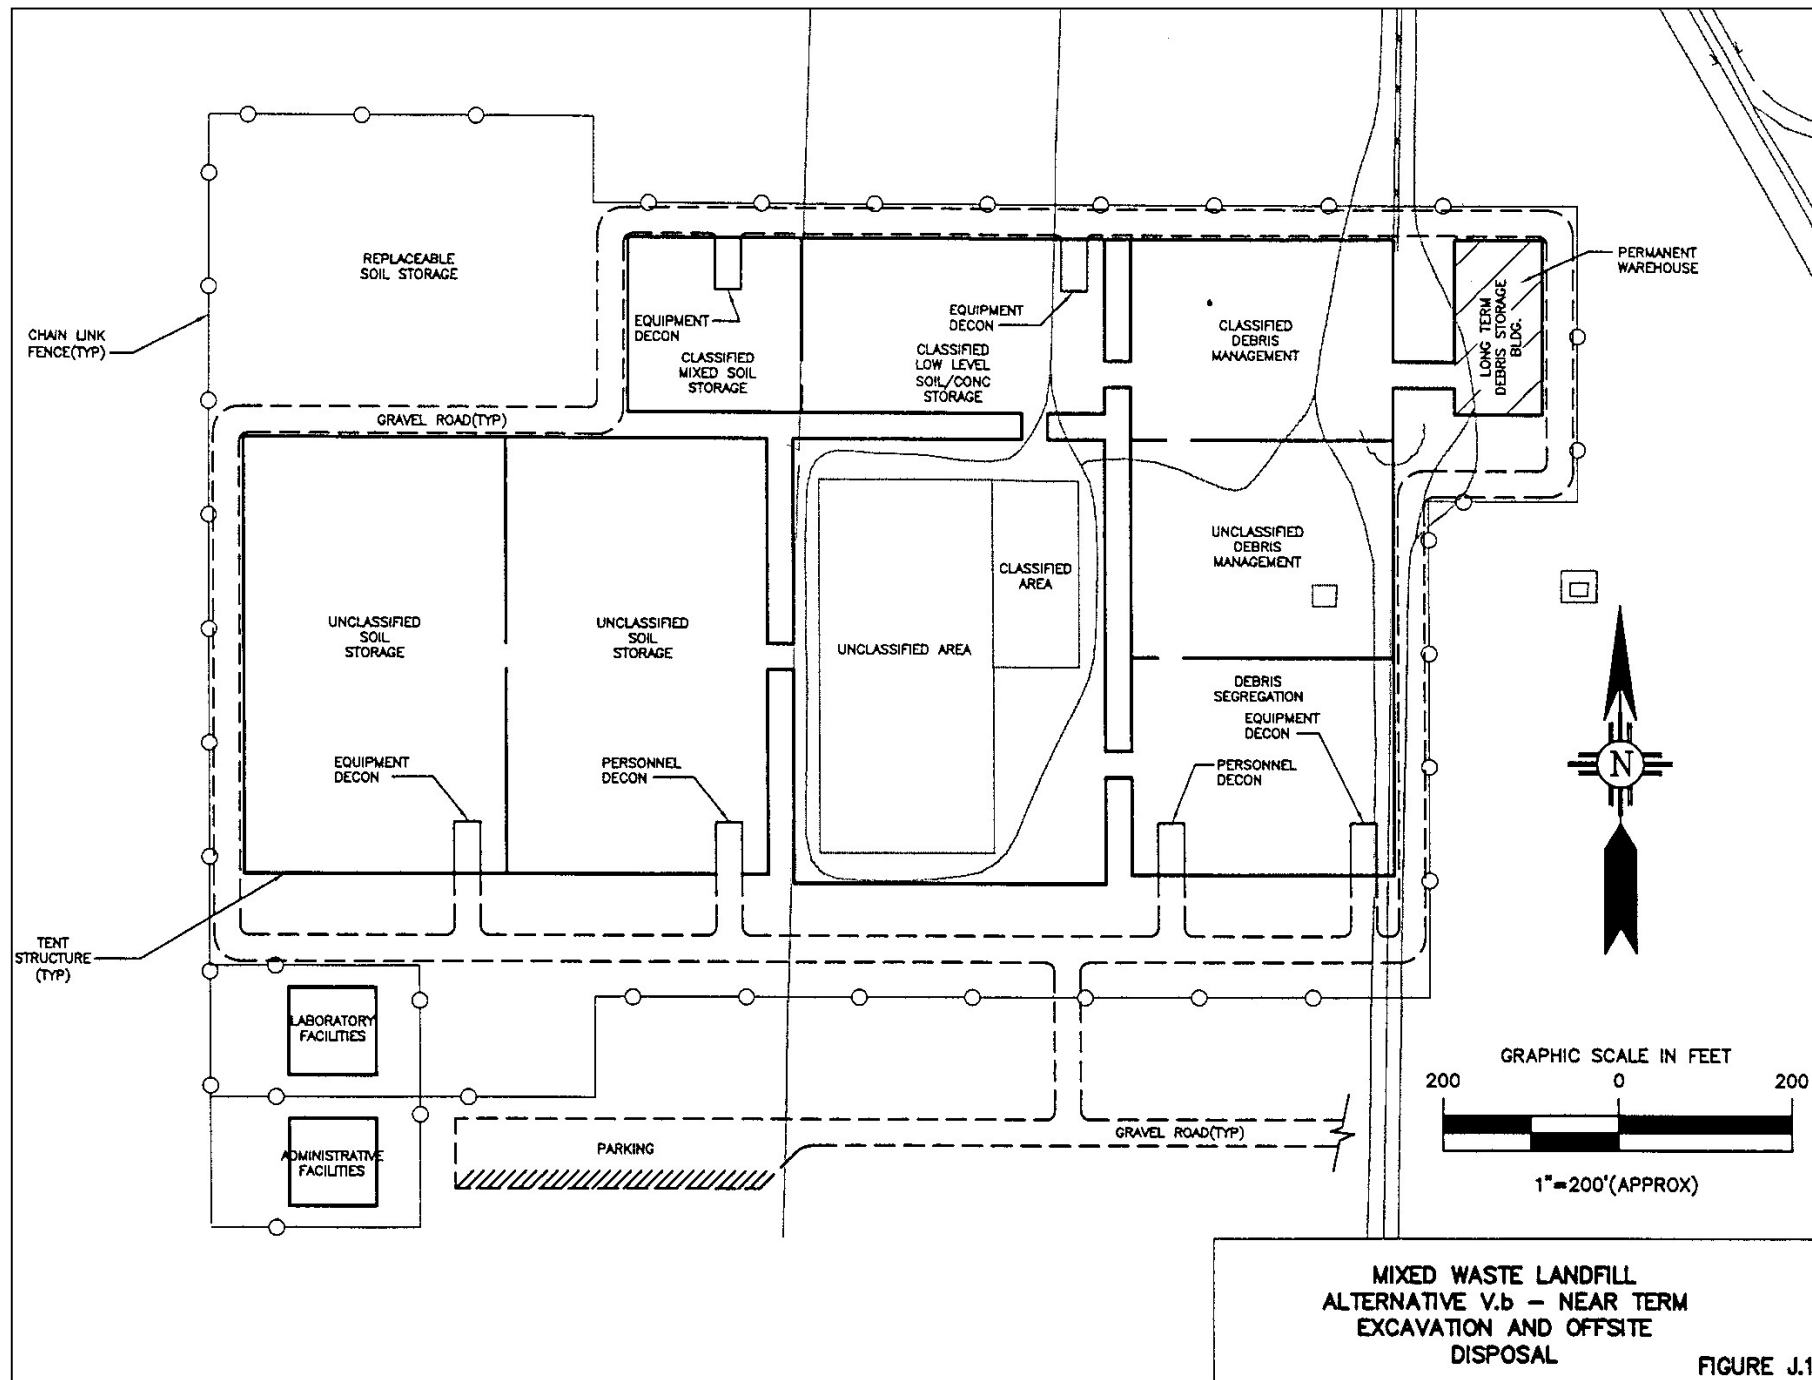 REPLACEABLE
SOIL STORAGE
PERMANENT
WAREHOUSE
LONG TERM
DEBRIS STORAGE
BLDG.
EQUIPMENT
DECON
EQUIPMENT
DECON
CLASSIFIED
DEBRIS
MANAGEMENT
CHAIN LINK
FENCE(TYP)
CLASSIFIED
MIXED SOIL
STORAGE
CLASSIFIED
LOW LEVEL
SOIL/CONC
STORAGE
GRAVEL ROAD(TYP)
UNCLASSIFIED
DEBRIS
MANAGEMENT
CLASSIFIED
AREA
UNCLASSIFIED
SOIL
STORAGE
UNCLASSIFIED
SOIL
STORAGE
UNCLASSIFIED AREA
DEBRIS
SEGREGATION
EQUIPMENT
DECON
EQUIPMENT
DECON
PERSONNEL
DECON
PERSONNEL
DECON
N
TENT
STRUCTURE
(TYP)
LABORATORY
FACILITIES
GRAPHIC SCALE IN FEET
200 0 200
ADMINISTRATIVE
FACILITIES
PARKING
GRAVEL ROAD(TYP)
1"=200'(APPROX)
MIXED WASTE LANDFILL
ALTERNATIVE V.b – NEAR TERM
EXCAVATION AND OFFSITE
DISPOSAL
FIGURE J.1